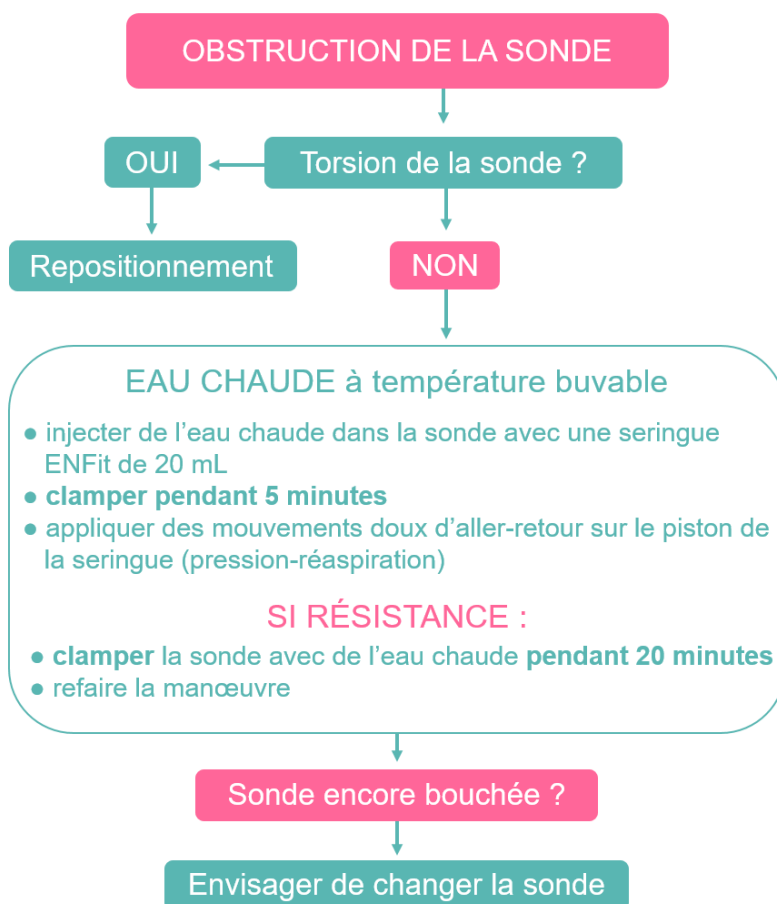 OBSTRUCTION DE LA SONDE
Torsion de la sonde ?
OUI
Repositionnement
NON
EAU CHAUDE à température buvable
● injecter de l’eau chaude dans la sonde avec une seringue
ENFit de 20 mL
● clamper pendant 5 minutes
● appliquer des mouvements doux d’aller-retour sur le piston de
la seringue (pression-réaspiration)
SI RÉSISTANCE :
● clamper la sonde avec de l’eau chaude pendant 20 minutes
● refaire la manœuvre
Sonde encore bouchée ?
Envisager de changer la sonde